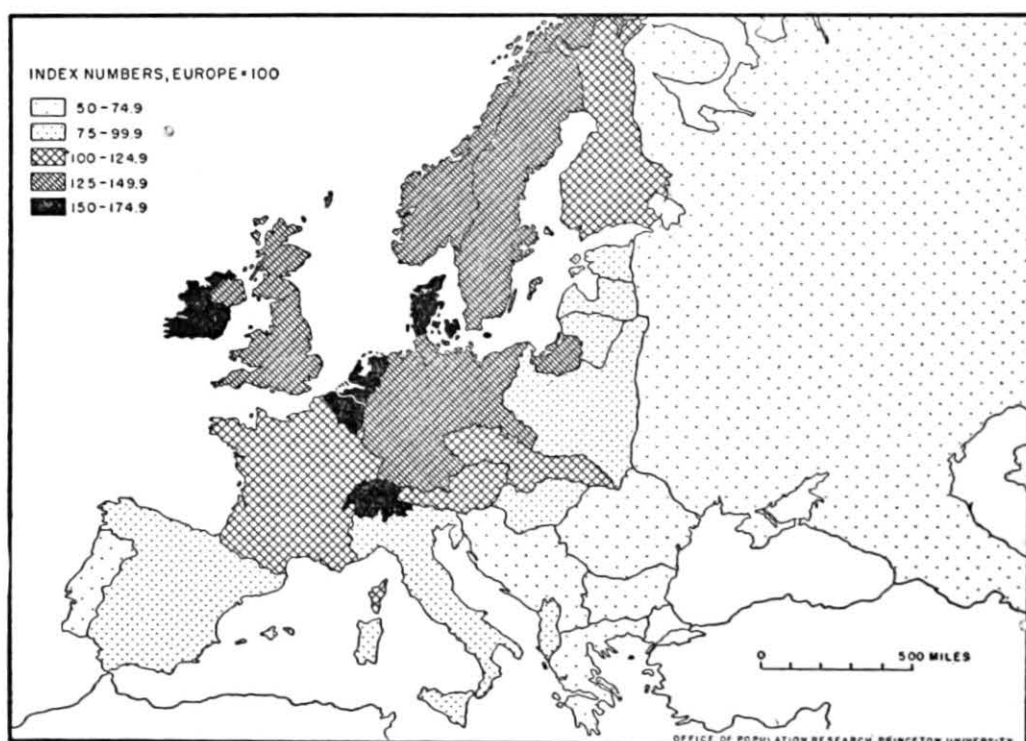 INDEX NUMBERS, EUROPE=100
50-74.9
75-99.9
100-124.9
125-149.9
150-174.9
0 500 MILES
OFFICE OF POPULATION RESEARCH, PRINCETON UNIVERSITY